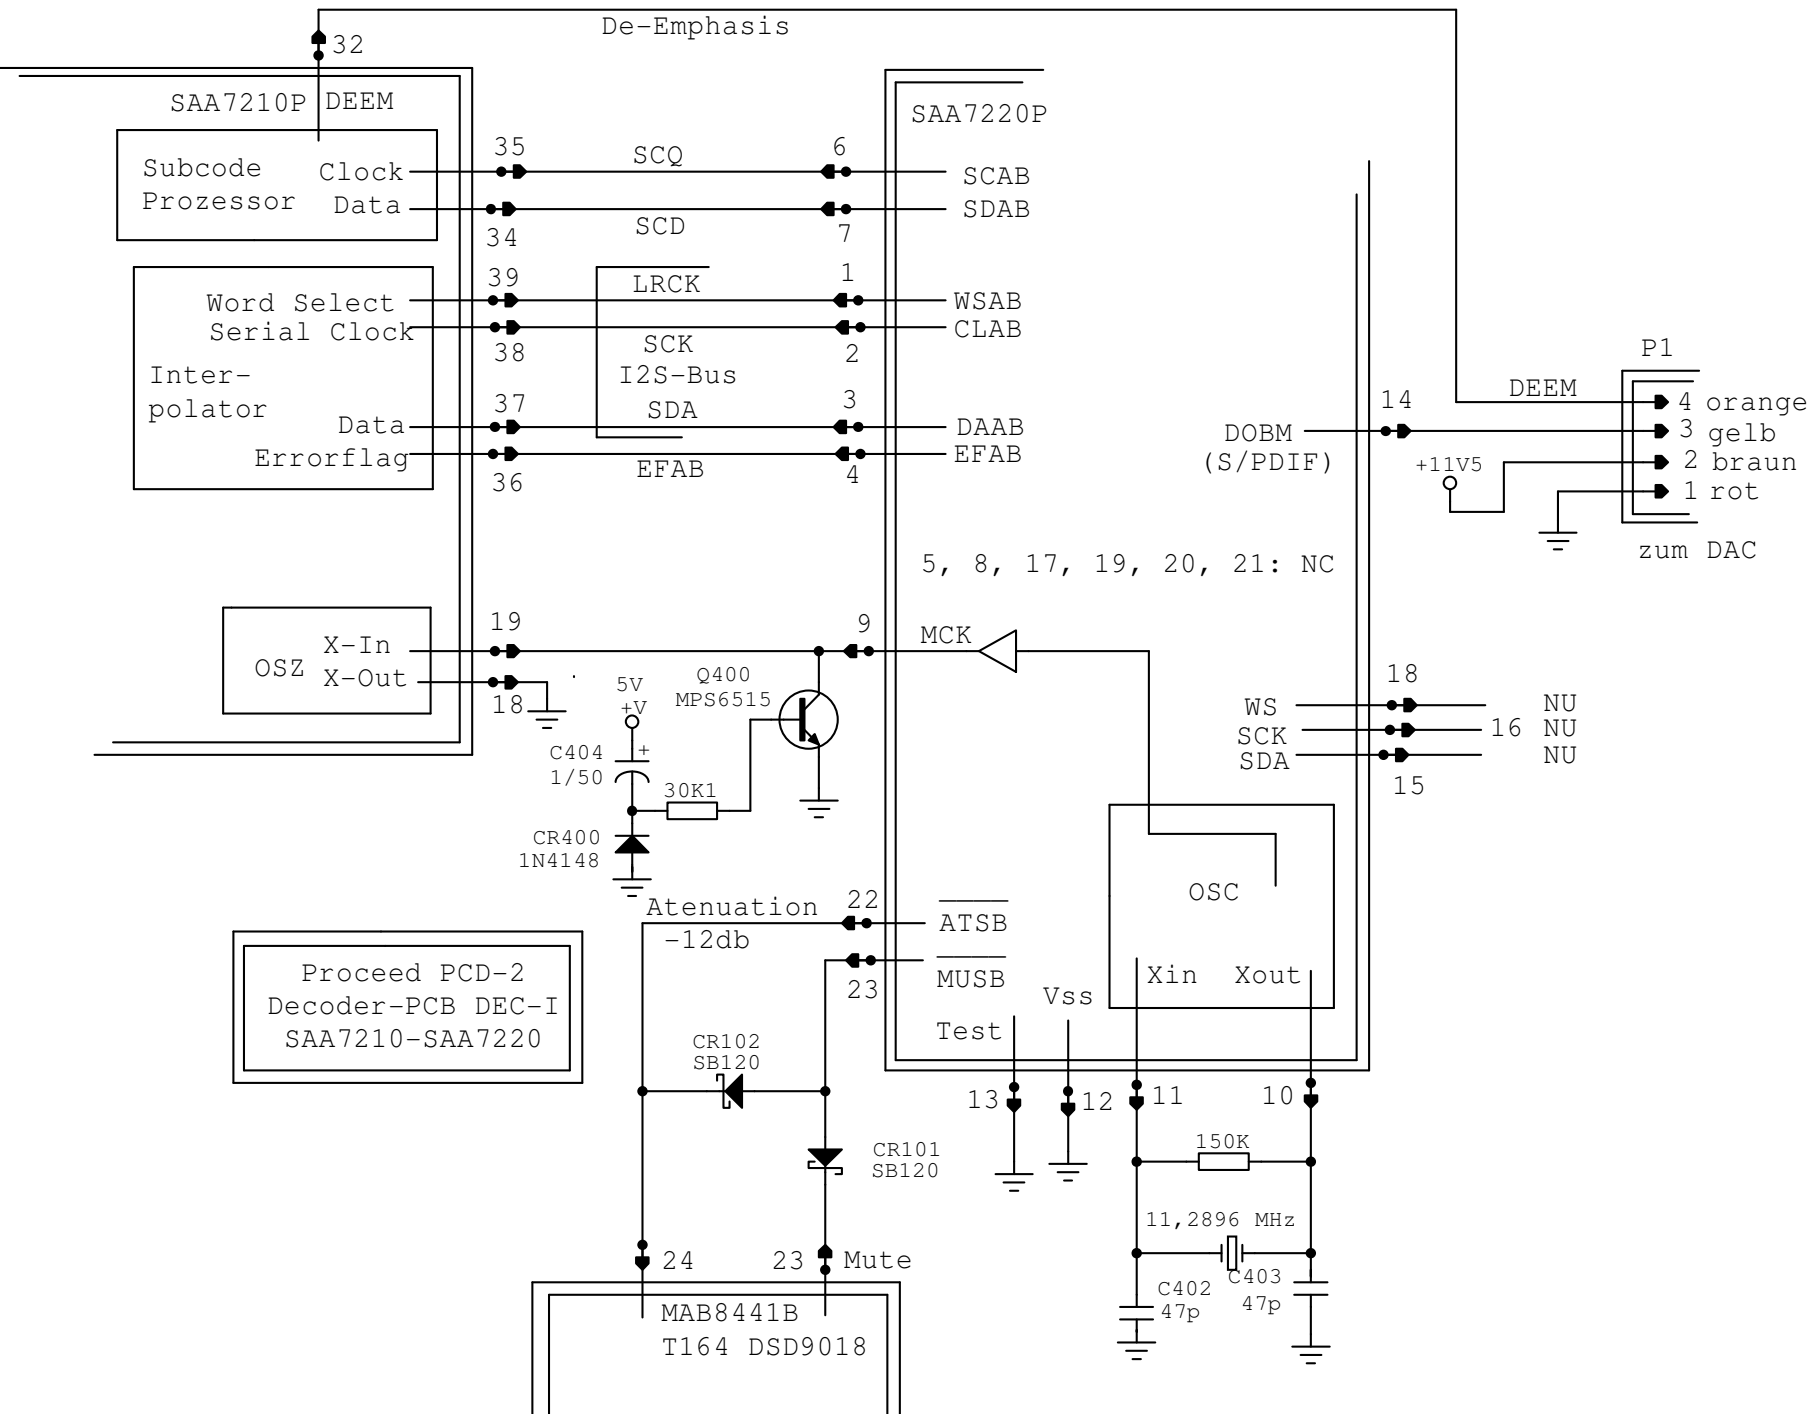 De-Emphasis
32
SAA7210P DEEM
SAA7220P
Subcode
Prozessor
Clock
Data
35
SCQ
6
SCAB
SDAB
34
SCD
7
39
LRCK
1
Word Select
Serial Clock
WSAB
CLAB
38
SCK
2
I2S-Bus
Inter-
polator
37
SDA
3
Data
Errorflag
DAAB
EFAB
36
EFAB
4
P1
DEEM
14
4 orange
3 gelb
2 braun
1 rot
DOBM
(S/PDIF)
+11V5
zum DAC
5, 8, 17, 19, 20, 21: NC
19
9
MCK
OSZ
X-In
X-Out
18
5V
+V
Q400
MPS6515
C404
1/50
+
30K1
CR400
1N4148
18
WS
NU
SCK
16
NU
SDA
NU
15
OSC
Xin
Xout
Atenuation
-12db
22
ATSB
MUSB
23
Vss
Test
Proceed PCD-2
Decoder-PCB DEC-I
SAA7210-SAA7220
CR102
SB120
13
12
11
10
CR101
SB120
150K
11,2896 MHz
C402
47p
C403
47p
24
23
Mute
MAB8441B
T164 DSD9018